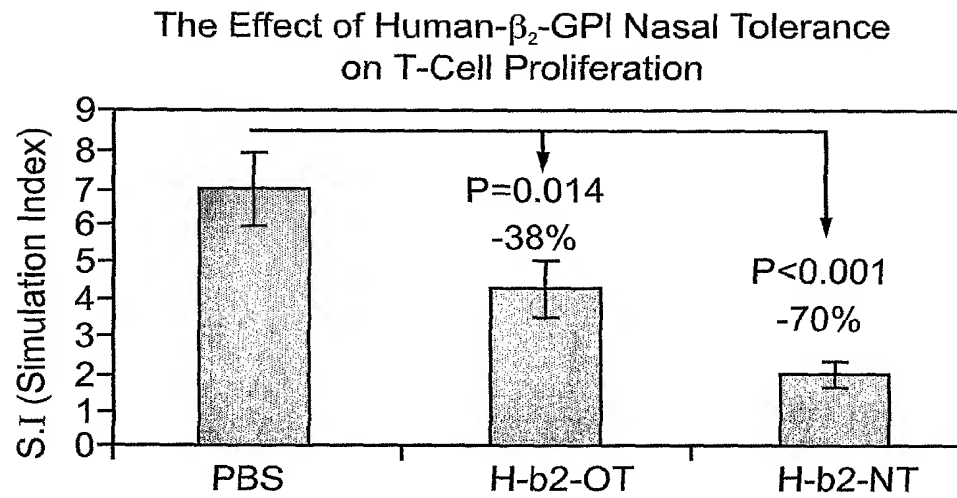 The Effect of Human-β₂-GPI Nasal Tolerance
on T-Cell Proliferation
S.I (Simulation Index)
9
8
7
6
5
4
3
2
1
0
P=0.014
-38%
P<0.001
-70%
PBS
H-b2-OT
H-b2-NT